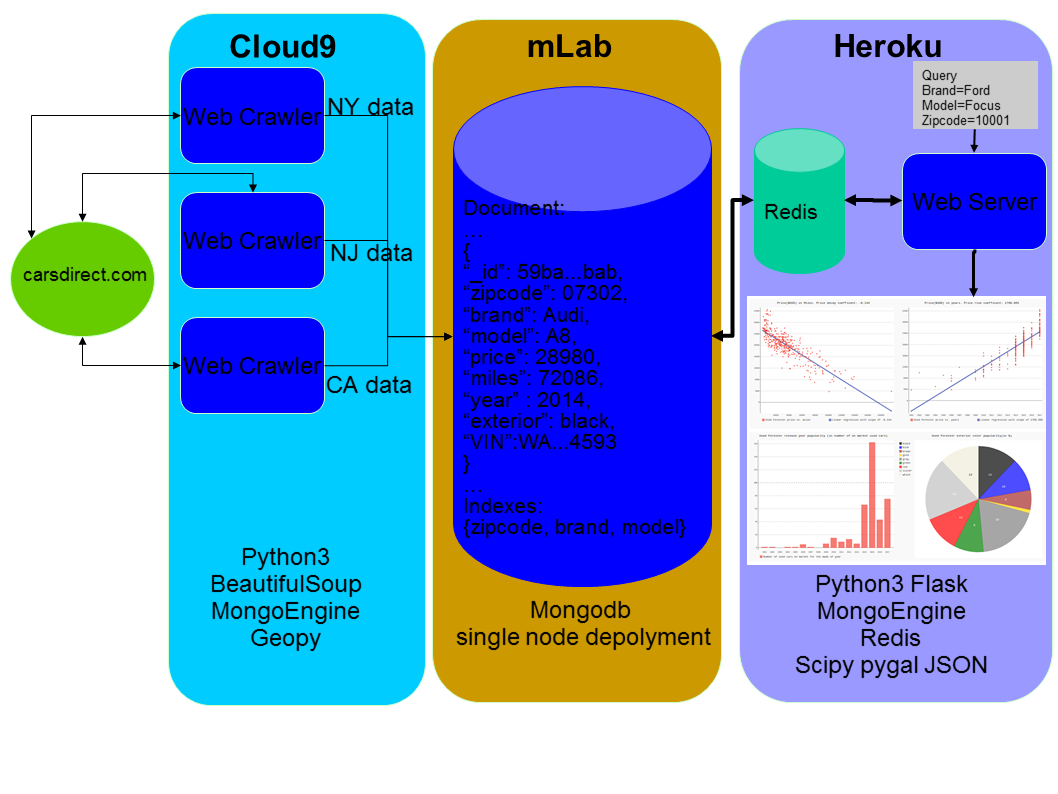 Cloud9
mLab
Heroku
Query
Brand=Ford
Model=Focus
Zipcode=10001
carsdirect.com
Web Crawler
NY data
Web Crawler
NJ data
Web Crawler
CA data
Document:
...
{
“_id”: 59ba...bab,
“zipcode”: 07302,
“brand”: Audi,
“model”: A8,
“price”: 28980,
“miles”: 72086,
“year” : 2014,
“exterior”: black,
“VIN”:WA...4593
}
...
Indexes:
{zipcode, brand, model}
Redis
Web Server
Python3
BeautifulSoup
MongoEngine
Geopy
Mongodb
single node depolyment
Python3 Flask
MongoEngine
Redis
Scipy pygal JSON